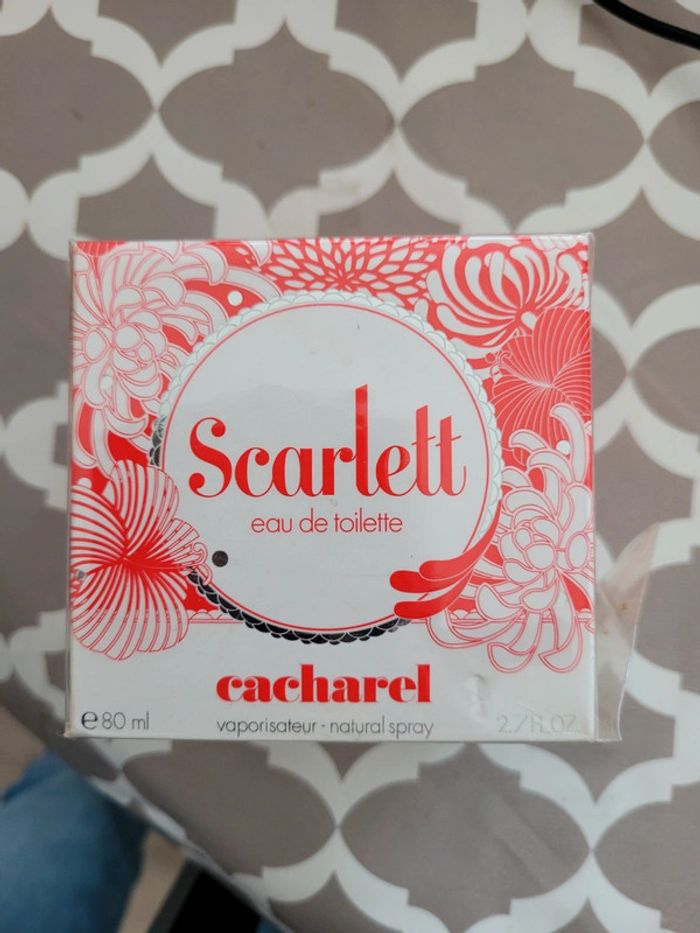 Scarlett
eau de toilette
cacharel
℮ 80 ml
vaporisateur - natural spray
2.7 FL.OZ.